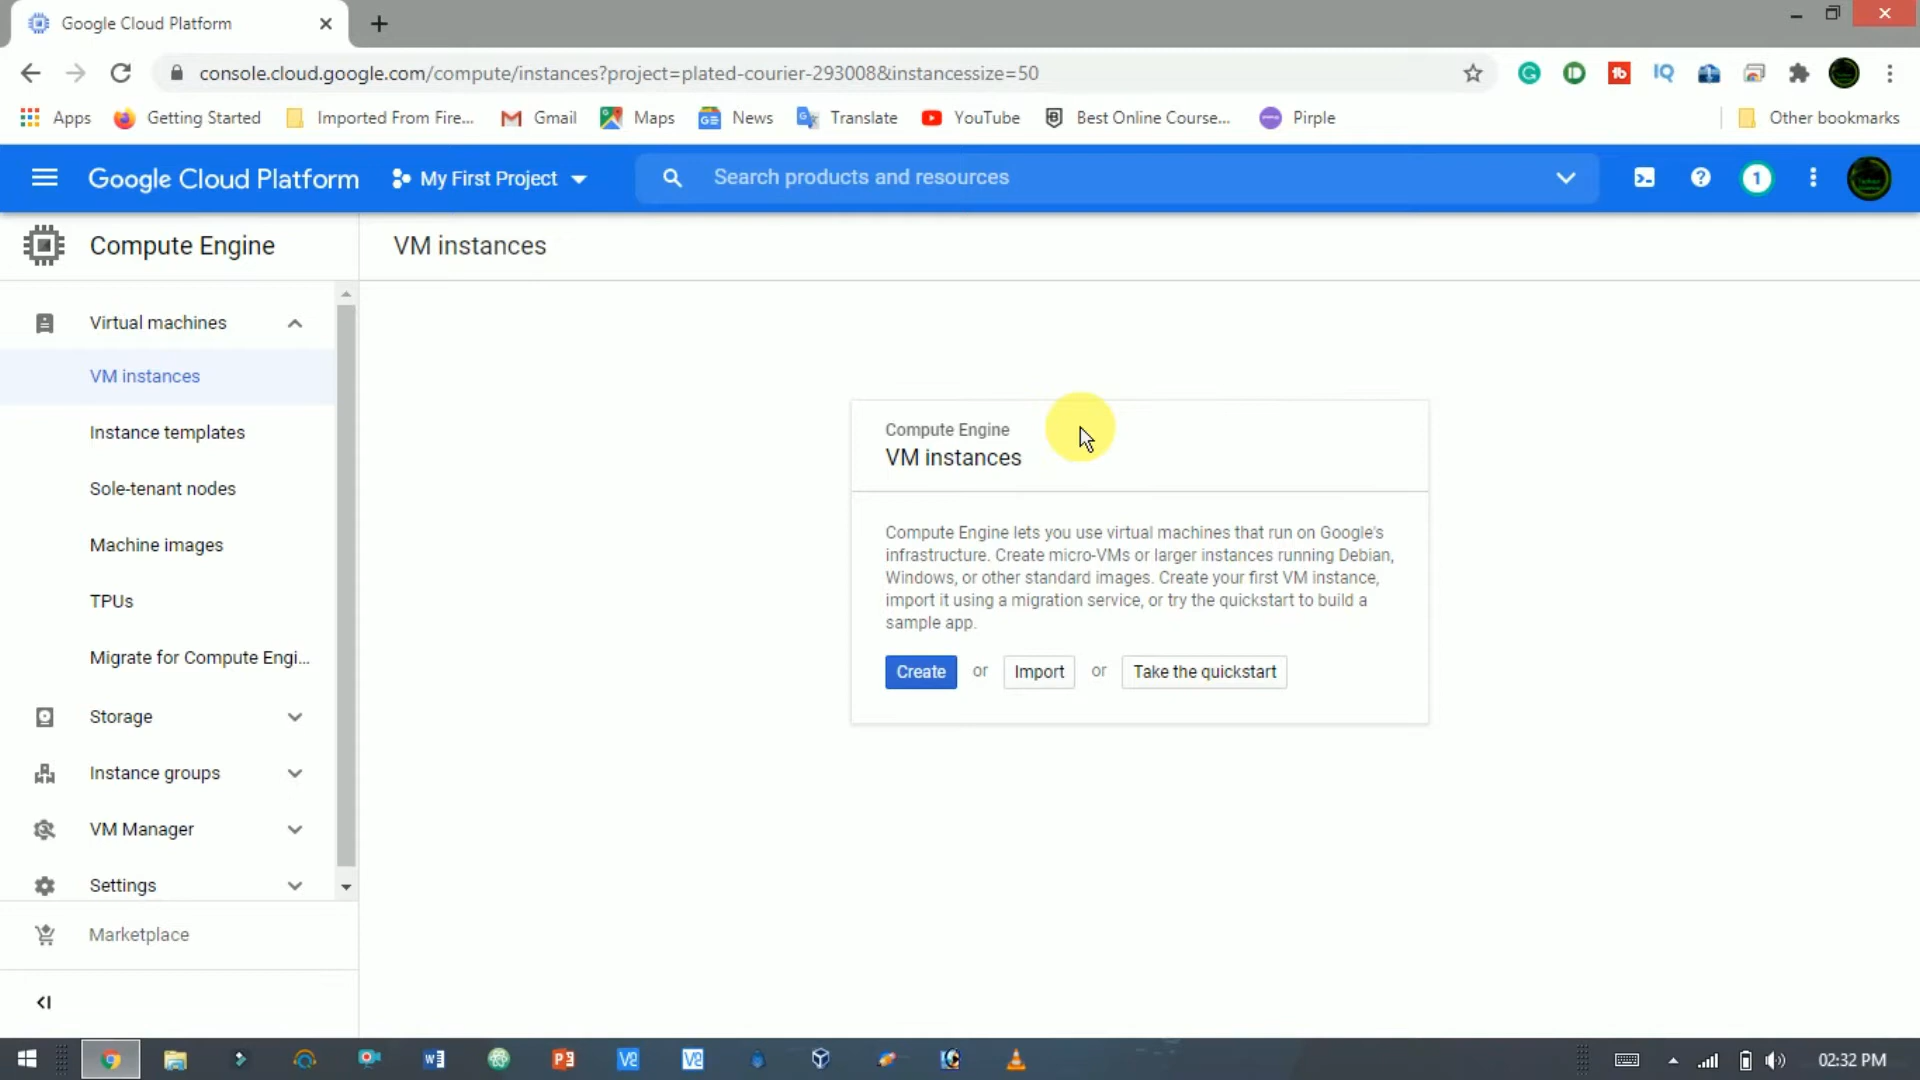 Google Cloud Platform
console.cloud.google.com/compute/instances?project=plated-courier-293008&instancessize=50
Apps Getting Started Imported From Fire... Gmail Maps News Translate YouTube Best Online Course... Pirple Other bookmarks
Google Cloud Platform My First Project Search products and resources 1
Compute Engine
VM instances
Virtual machines
VM instances
Instance templates
Sole-tenant nodes
Machine images
TPUs
Migrate for Compute Engi...
Storage
Instance groups
VM Manager
Settings
Marketplace
Compute Engine
VM instances
Compute Engine lets you use virtual machines that run on Google's
infrastructure. Create micro-VMs or larger instances running Debian,
Windows, or other standard images. Create your first VM instance,
import it using a migration service, or try the quickstart to build a
sample app.
Create or Import or Take the quickstart
02:32 PM